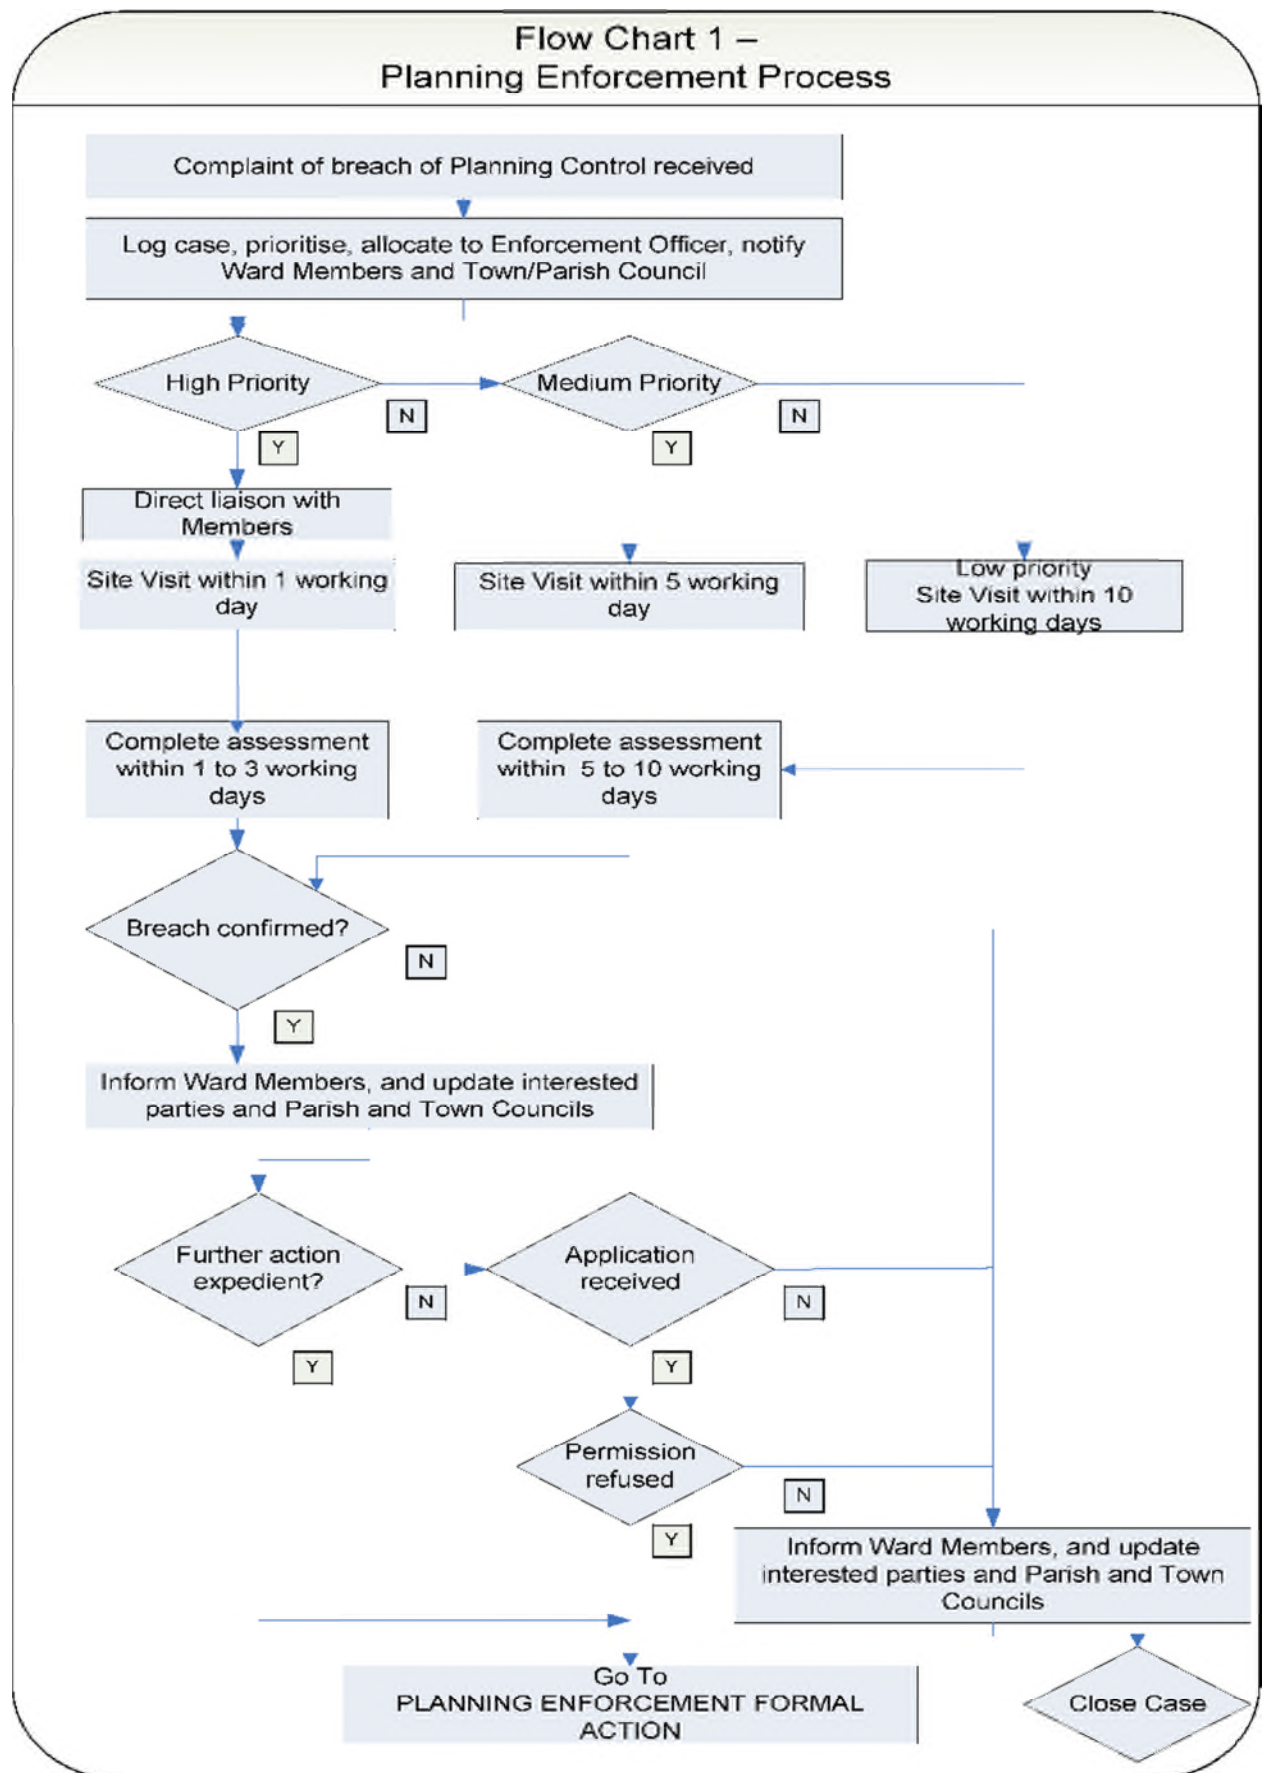 Flow Chart 1 –
Planning Enforcement Process
Complaint of breach of Planning Control received
Log case, prioritise, allocate to Enforcement Officer, notify
Ward Members and Town/Parish Council
High Priority
N
Y
Medium Priority
N
Y
Direct liaison with
Members
Site Visit within 1 working
day
Site Visit within 5 working
day
Low priority
Site Visit within 10
working days
Complete assessment
within 1 to 3 working
days
Complete assessment
within 5 to 10 working
days
Breach confirmed?
N
Y
Inform Ward Members, and update interested
parties and Parish and Town Councils
Further action
expedient?
N
Y
Application
received
N
Y
Permission
refused
N
Y
Inform Ward Members, and update
interested parties and Parish and Town
Councils
Go To
PLANNING ENFORCEMENT FORMAL
ACTION
Close Case